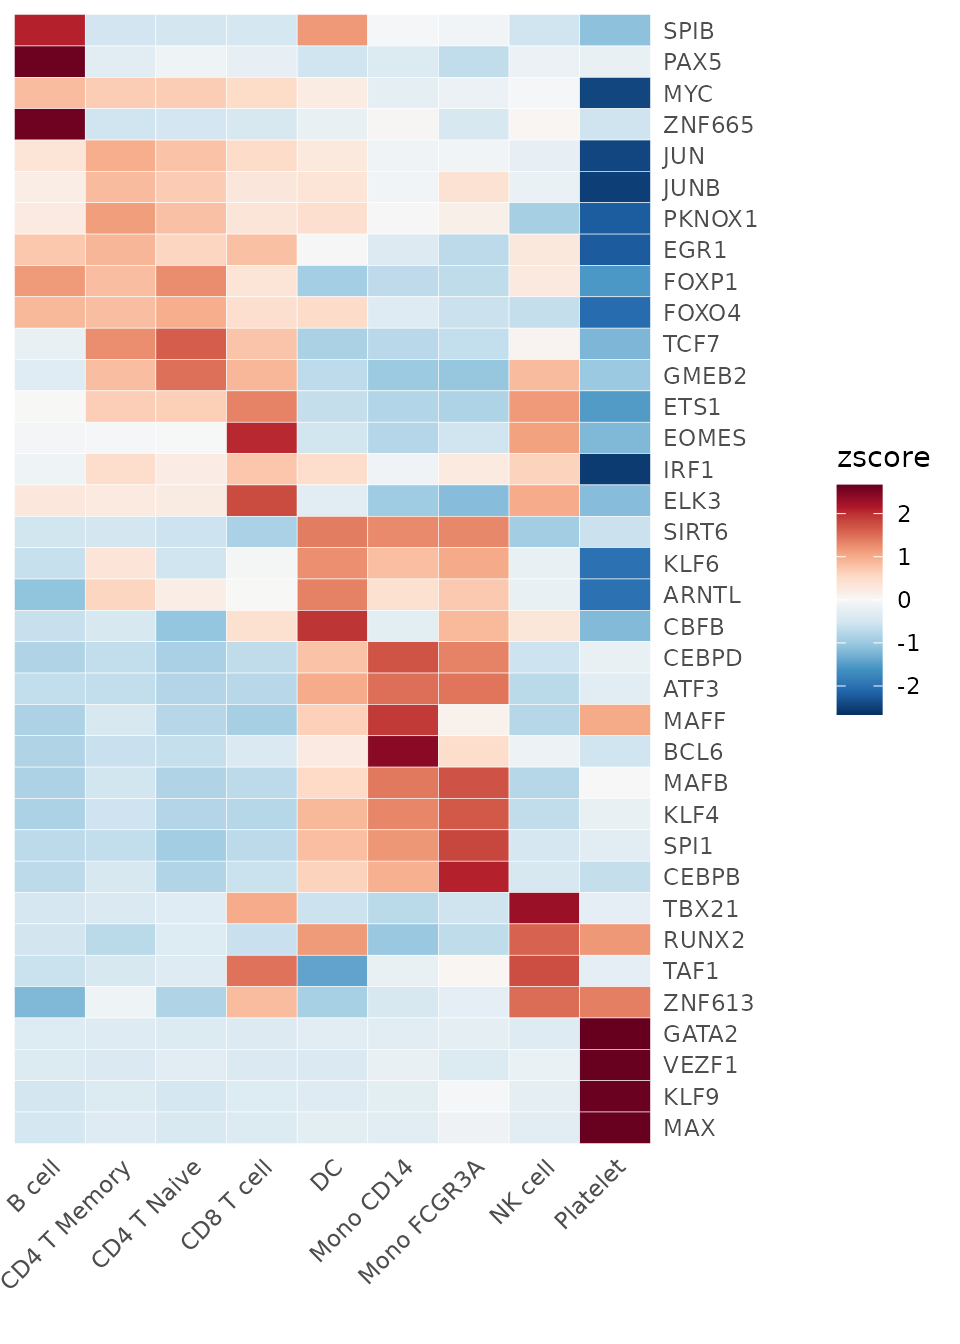 SPIB
PAX5
MYC
ZNF665
JUN
JUNB
PKNOX1
EGR1
FOXP1
FOXO4
TCF7
GMEB2
ETS1
EOMES
IRF1
ELK3
SIRT6
KLF6
ARNTL
CBFB
CEBPD
ATF3
MAFF
BCL6
MAFB
KLF4
SPI1
CEBPB
TBX21
RUNX2
TAF1
ZNF613
GATA2
VEZF1
KLF9
MAX
zscore
2
1
0
-1
-2
B cell
CD4 T Memory
CD4 T Naive
CD8 T cell
DC
Mono CD14
Mono FCGR3A
NK cell
Platelet